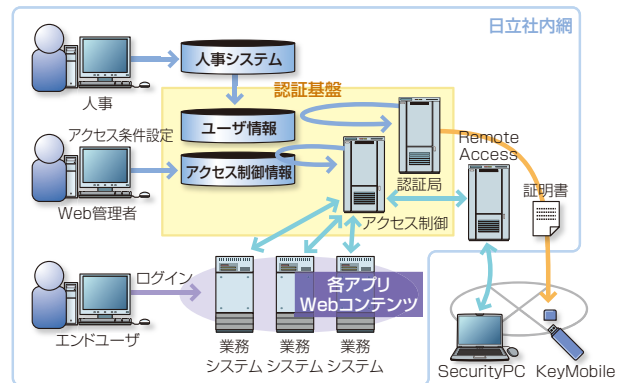 日立社内網
人事システム
認証基盤
人事
ユーザ情報
アクセス条件設定
Remote
Access
アクセス制御情報
認証局
証明書
Web管理者
アクセス制御
ログイン
各アプリ
Webコンテンツ
エンドユーザ
業務
システム
業務
システム
業務
システム
SecurityPC
KeyMobile